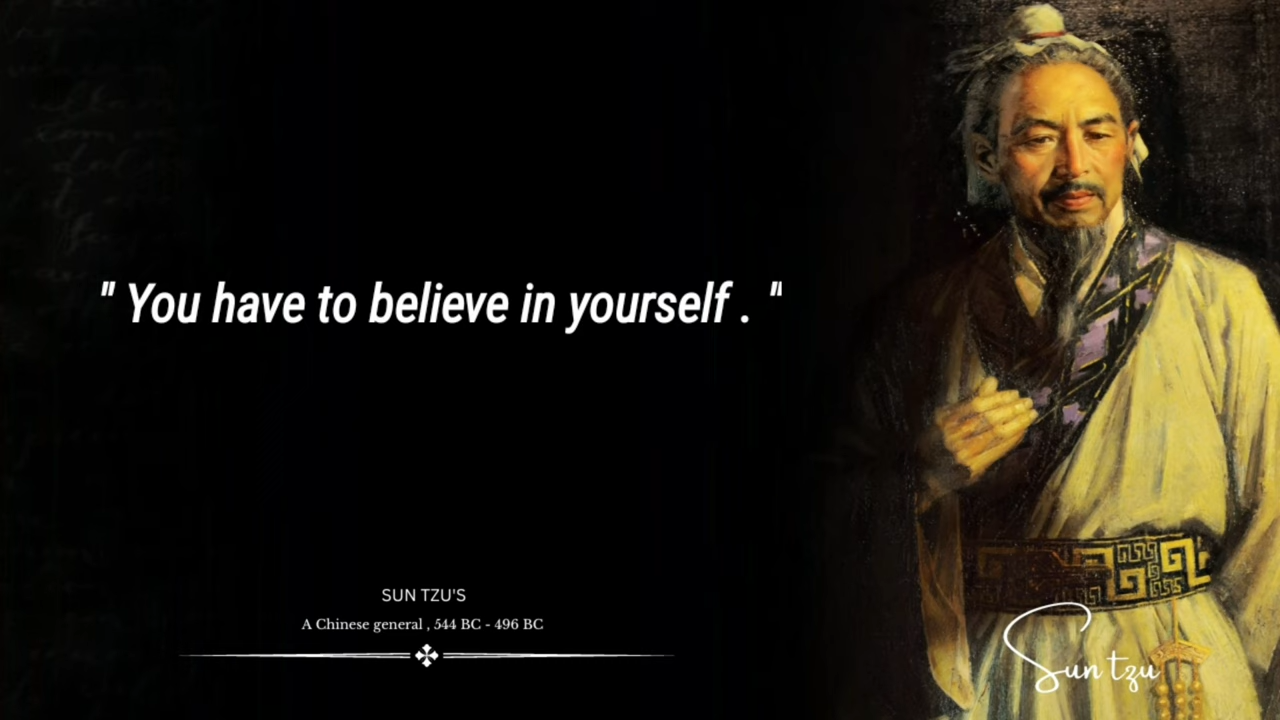 " You have to believe in yourself . "
SUN TZU'S
A Chinese general , 544 BC - 496 BC
Sun tzu